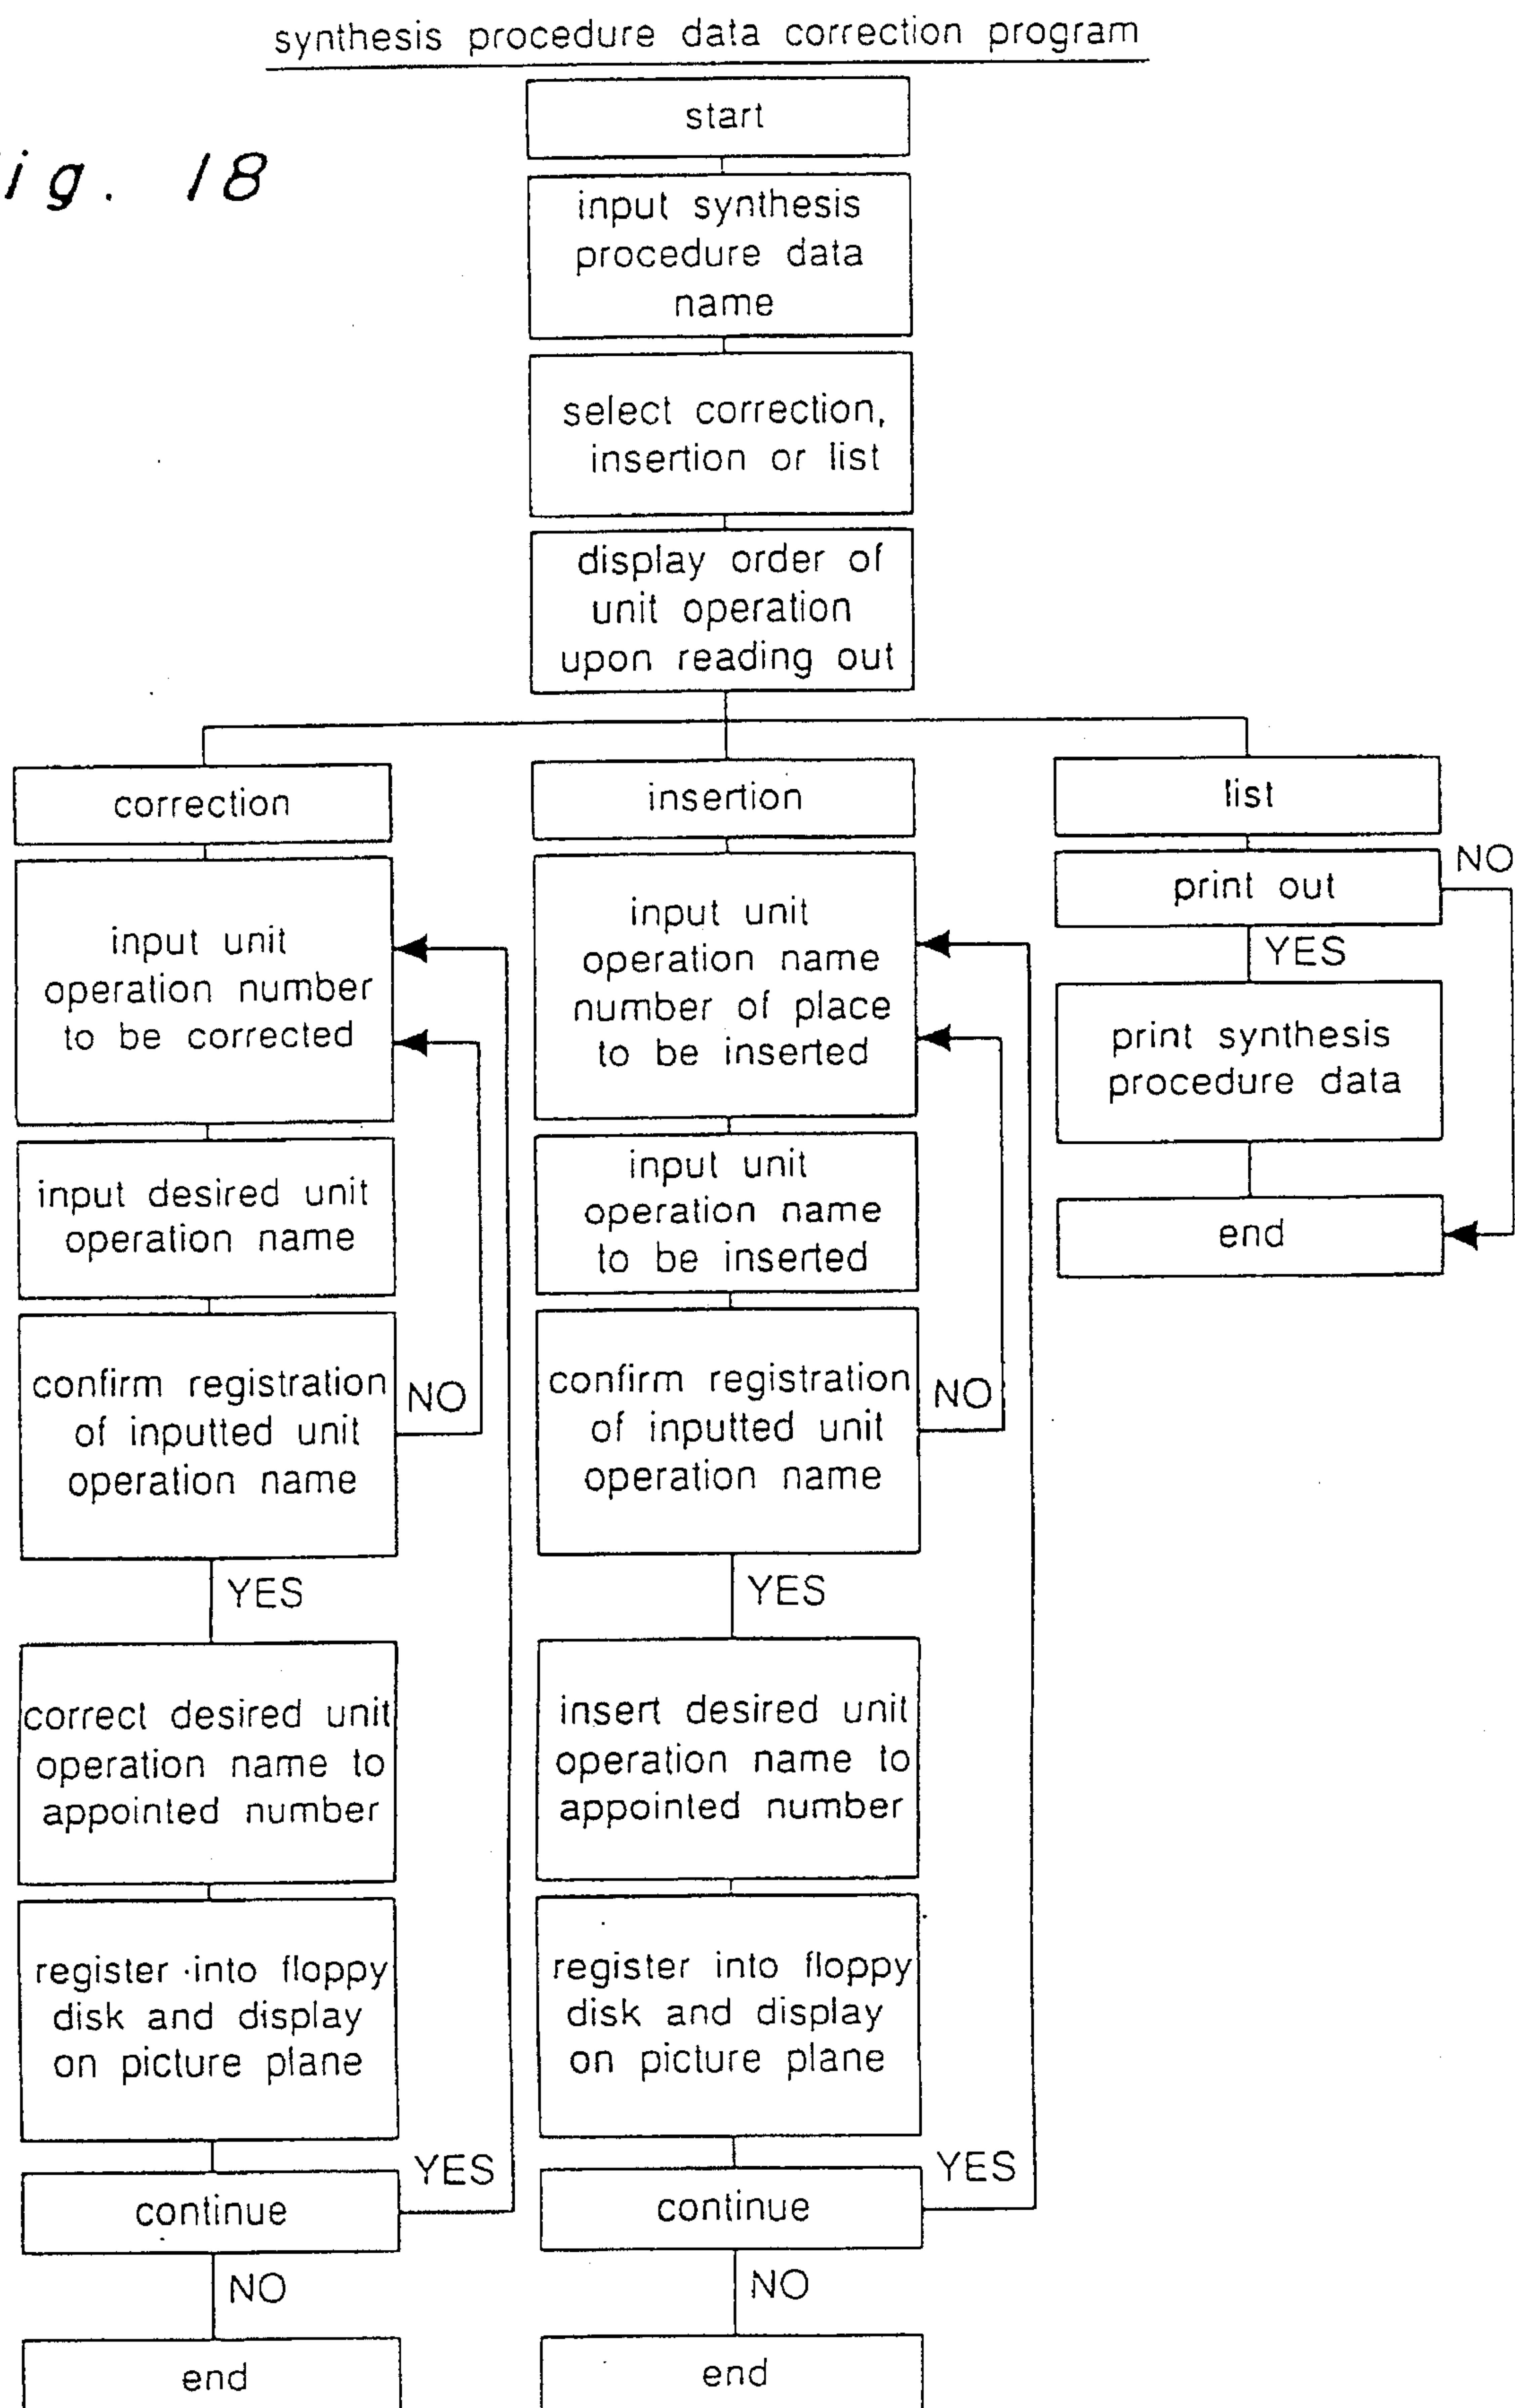 synthesis procedure data correction program
ig. 18
start
input synthesis
procedure data
name
select correction,
insertion or list
display order of
unit operation
upon reading out
correction
input unit
operation number
to be corrected
input desired unit
operation name
confirm registration
of inputted unit
operation name
NO
YES
correct desired unit
operation name to
appointed number
register into floppy
disk and display
on picture plane
continue
YES
NO
end
insertion
input unit
operation name
number of place
to be inserted
input unit
operation name
to be inserted
confirm registration
of inputted unit
operation name
NO
YES
insert desired unit
operation name to
appointed number
register into floppy
disk and display
on picture plane
continue
YES
NO
end
list
print out
NO
YES
print synthesis
procedure data
end